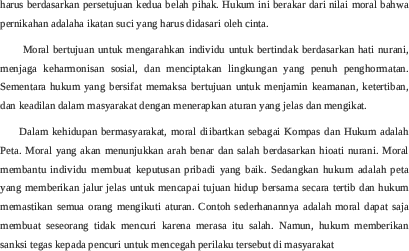 harus berdasarkan persetujuan kedua belah pihak. Hukum ini berakar dari nilai moral bahwa
pernikahan adalaha ikatan suci yang harus didasari oleh cinta.
Moral bertujuan untuk mengarahkan individu untuk bertindak berdasarkan hati nurani,
menjaga keharmonisan sosial, dan menciptakan lingkungan yang penuh penghormatan.
Sementara hukum yang bersifat memaksa bertujuan untuk menjamin keamanan, ketertiban,
dan keadilan dalam masyarakat dengan menerapkan aturan yang jelas dan mengikat.
Dalam kehidupan bermasyarakat, moral diibartkan sebagai Kompas dan Hukum adalah
Peta. Moral yang akan menunjukkan arah benar dan salah berdasarkan hioati nurani. Moral
membantu individu membuat keputusan pribadi yang baik. Sedangkan hukum adalah peta
yang memberikan jalur jelas untuk mencapai tujuan hidup bersama secara tertib dan hukum
memastikan semua orang mengikuti aturan. Contoh sederhanannya adalah moral dapat saja
membuat seseorang tidak mencuri karena merasa itu salah. Namun, hukum memberikan
sanksi tegas kepada pencuri untuk mencegah perilaku tersebut di masyarakat